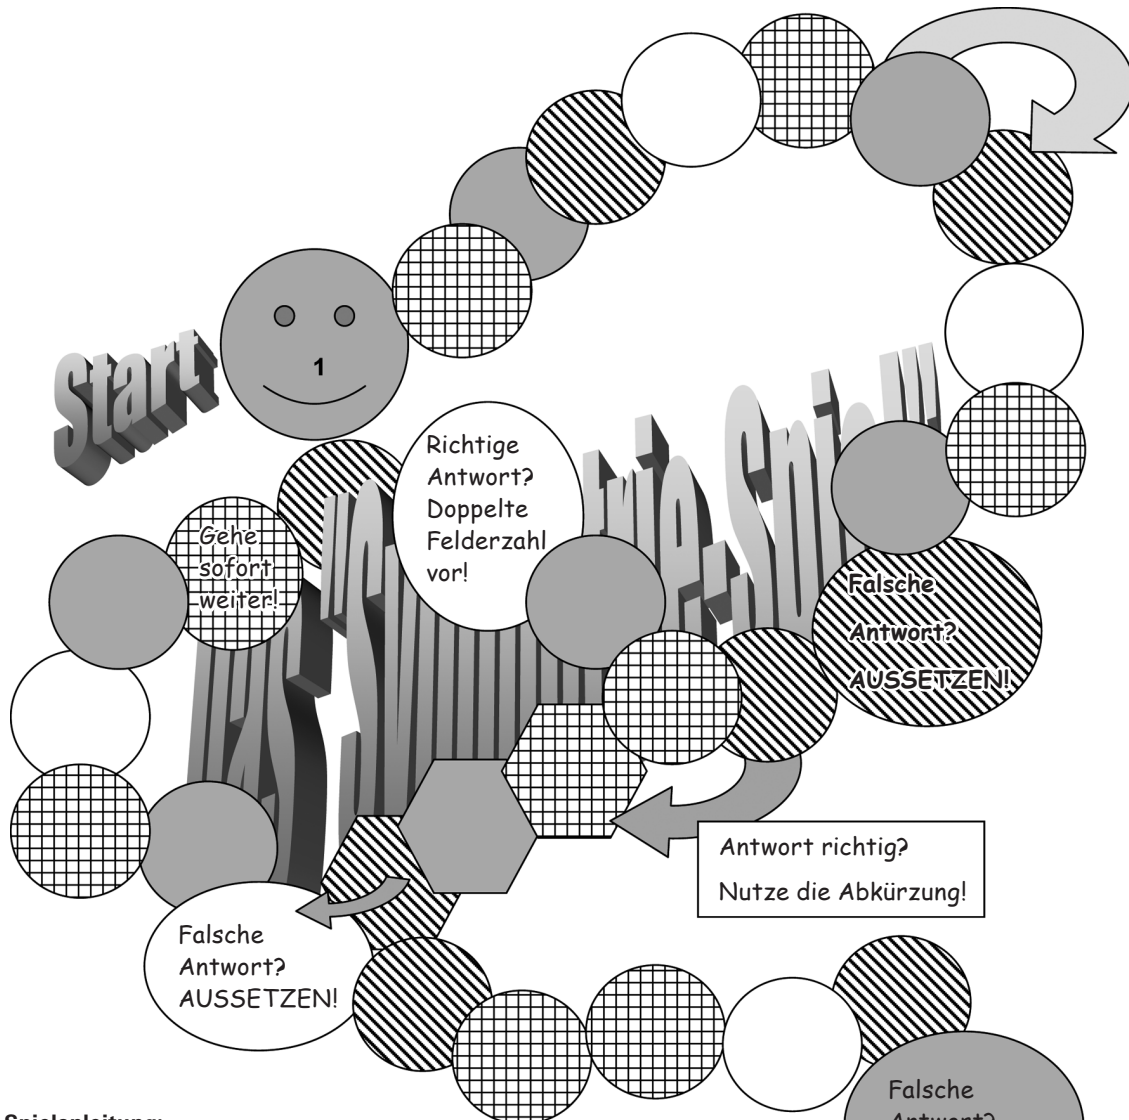 Start
1
Richtige
Antwort?
Doppelte
Felderzahl
vor!
Gehe
sofort
weiter!
Falsche
Antwort?
AUSSETZEN!
Antwort richtig?
Nutze die Abkürzung!
Falsche
Antwort?
AUSSETZEN!
Falsche
Antwort?
Spielanleitung: